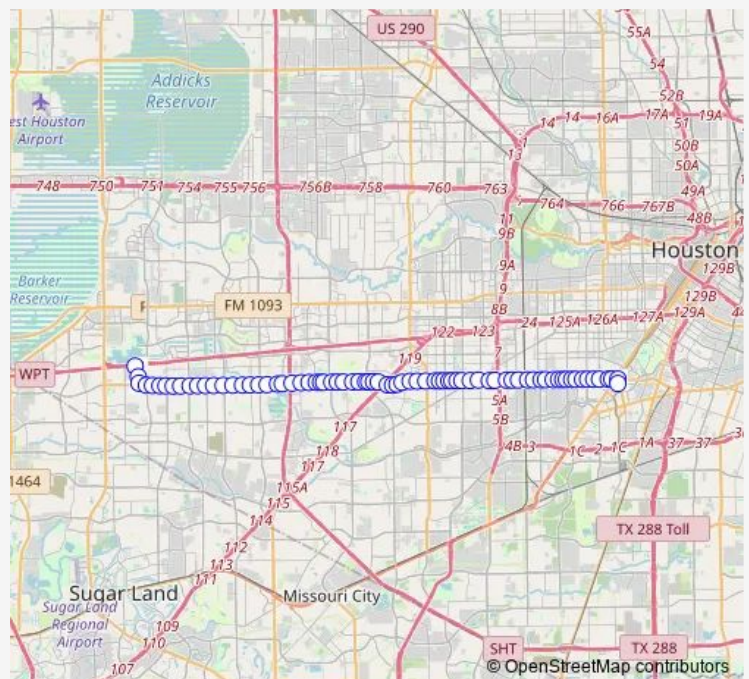 US 290
55A
54
Addicks
Reservoir
52B
est Houston
Airport
14
14
16A
17A
19A
51
13
50B
50A
748
750
751
754
755
756
756B
758
760
763
49A
764
766
767B
11
48B
9B
Houston
9A
129B
Barker
Reservoir
9
129B
FM 1093
8B
24
125A
126A
127A
129A
122
123
7
119
WPT
5A
117
5B
118
4B
3
1C
2
1C
1A
37
37
117
1464
115A
115
114
TX 288 Toll
112
113
111
Sugar Land
Missouri City
Sugar Land
Regional
Airport
109
110
SHT
TX 288
107
© OpenStreetMap contributors